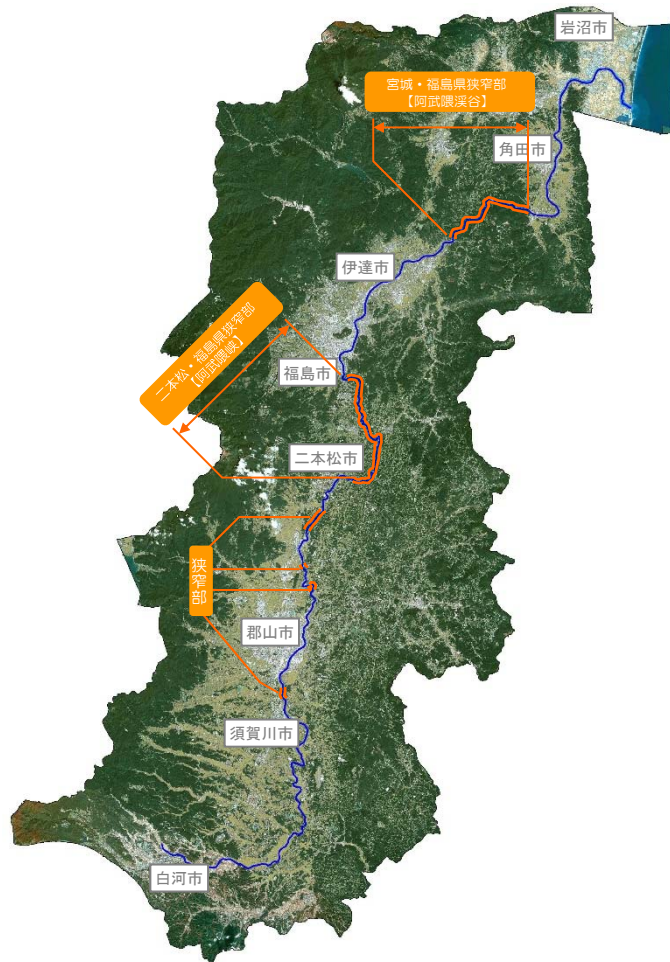 岩沼市
宮城・福島県狭窄部
【阿武隈渓谷】
角田市
伊達市
二本松・福島県狭窄部
【阿武隈峡】
福島市
二本松市
狭窄部
郡山市
須賀川市
白河市